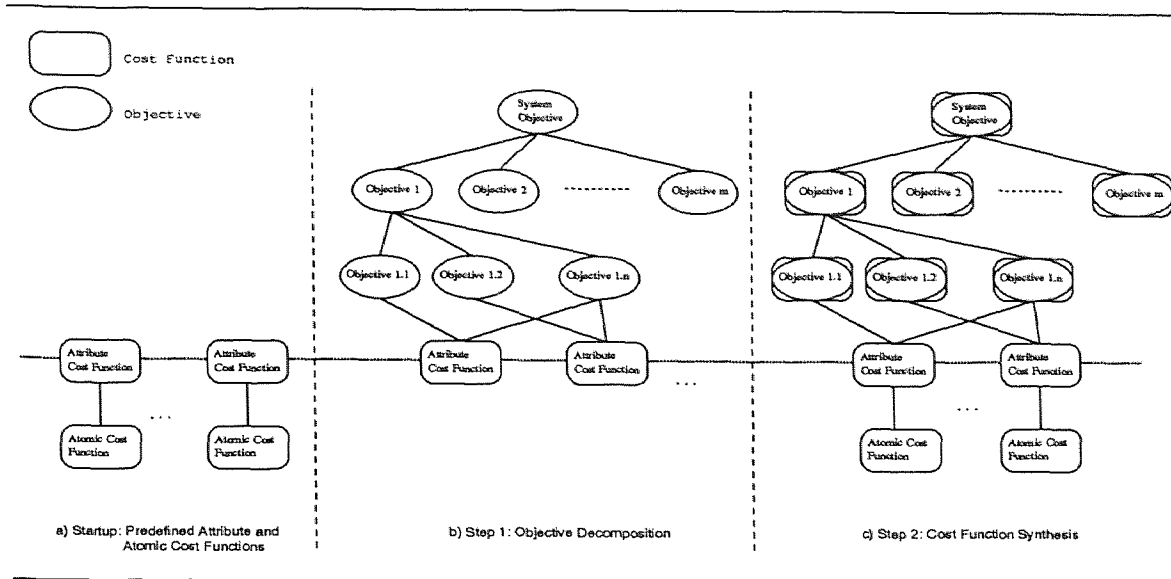 Cost Function
Objective
Attribute
Cost Function
Attribute
Cost Function
...
Atomic Cost
Function
Atomic Cost
Function
a) Startup: Predefined Attribute and
Atomic Cost Functions
System
Objective
Objective 1
Objective 2
Objective m
Objective 1.1
Objective 1.2
Objective 1.n
Attribute
Cost Function
Attribute
Cost Function
...
b) Step 1: Objective Decomposition
System
Objective
Objective 1
Objective 2
Objective m
Objective 1.1
Objective 1.2
Objective 1.n
Attribute
Cost Function
Attribute
Cost Function
...
Atomic Cost
Function
Atomic Cost
Function
c) Step 2: Cost Function Synthesis